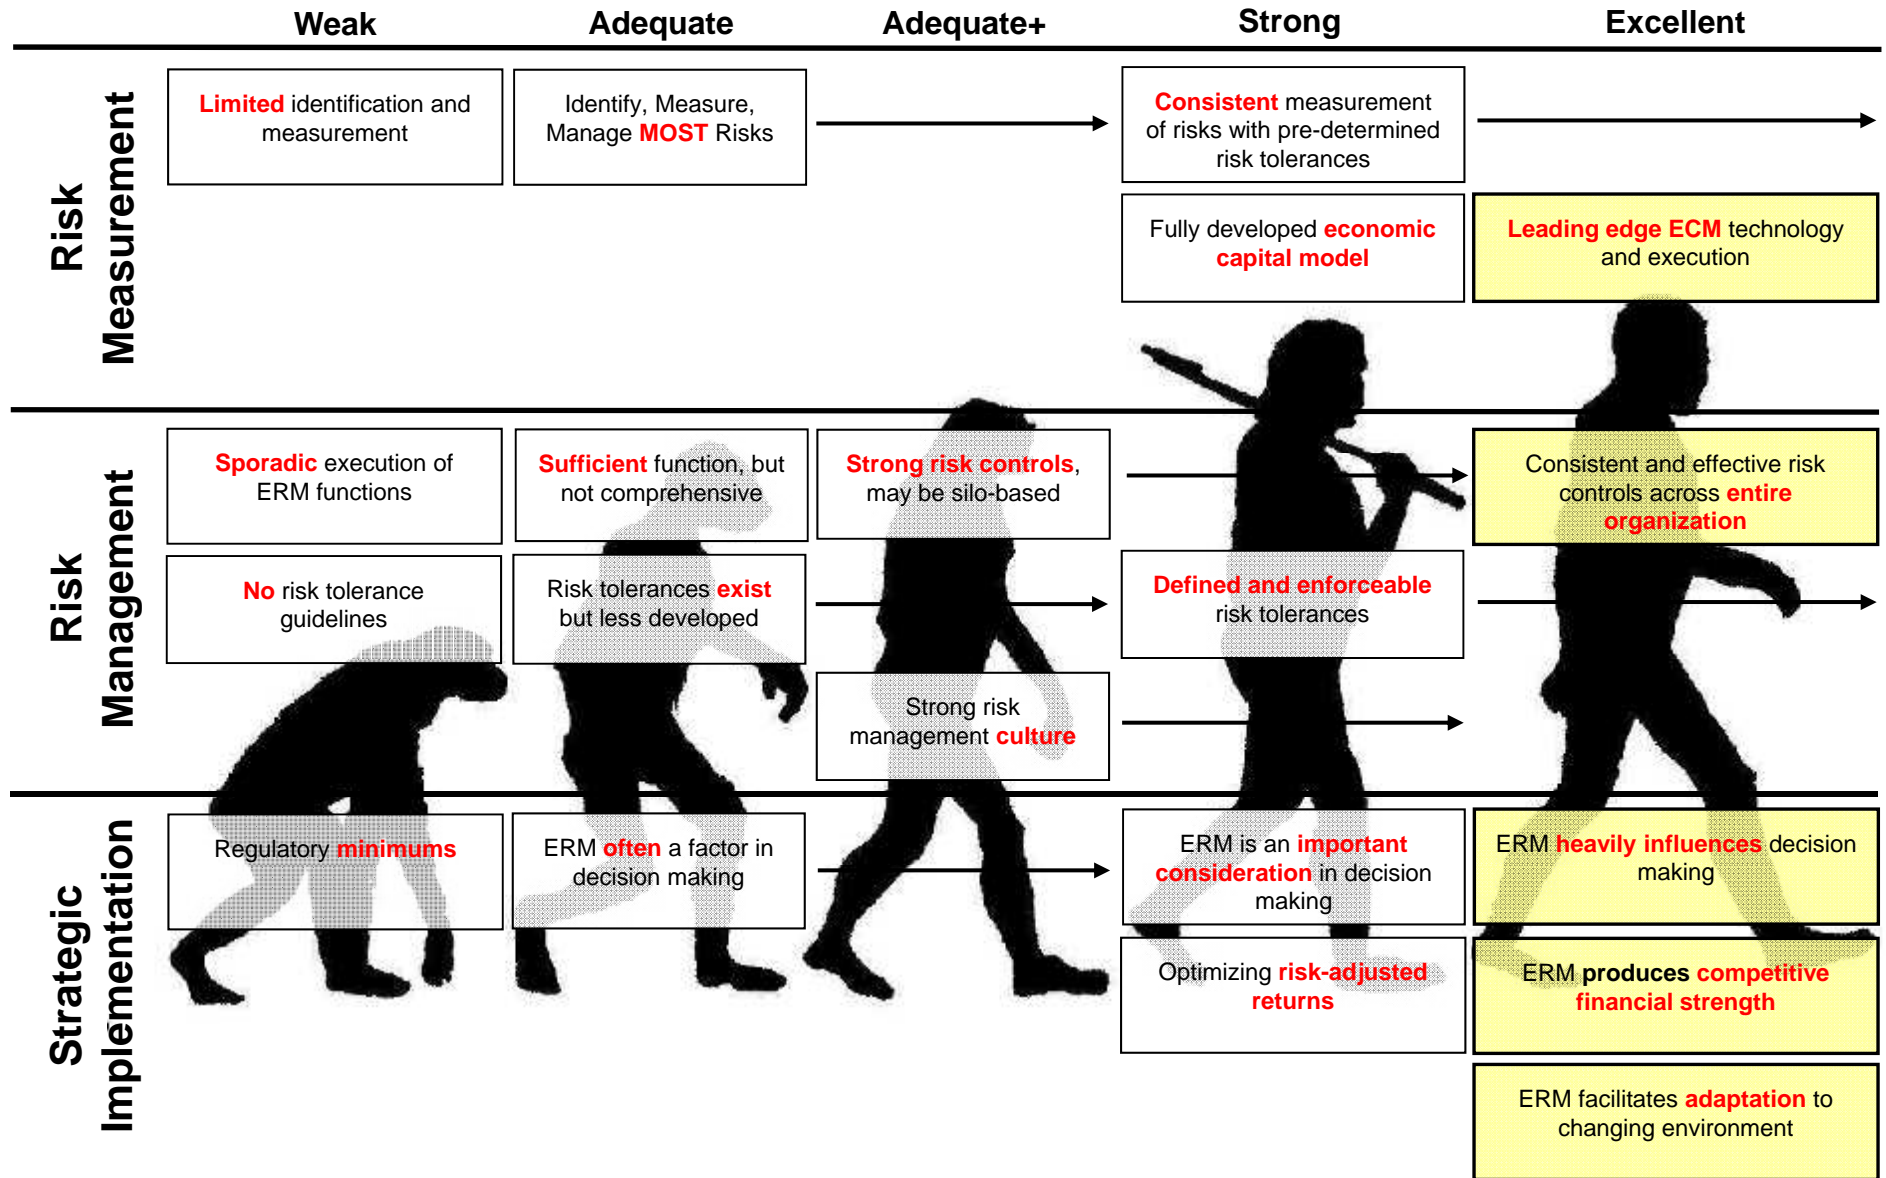 Weak
Adequate
Adequate+
Strong
Excellent
Risk
Measurement
Limited identification and
measurement
Identify, Measure,
Manage MOST Risks
Consistent measurement
of risks with pre-determined
risk tolerances
Fully developed economic
capital model
Leading edge ECM technology
and execution
Risk
Management
Sporadic execution of
ERM functions
Sufficient function, but
not comprehensive
Strong risk controls,
may be silo-based
Consistent and effective risk
controls across entire
organization
No risk tolerance
guidelines
Risk tolerances exist
but less developed
Defined and enforceable
risk tolerances
Strong risk
management culture
Strategic
Implementation
Regulatory minimums
ERM often a factor in
decision making
ERM is an important
consideration in decision
making
ERM heavily influences decision
making
Optimizing risk-adjusted
returns
ERM produces competitive
financial strength
ERM facilitates adaptation to
changing environment